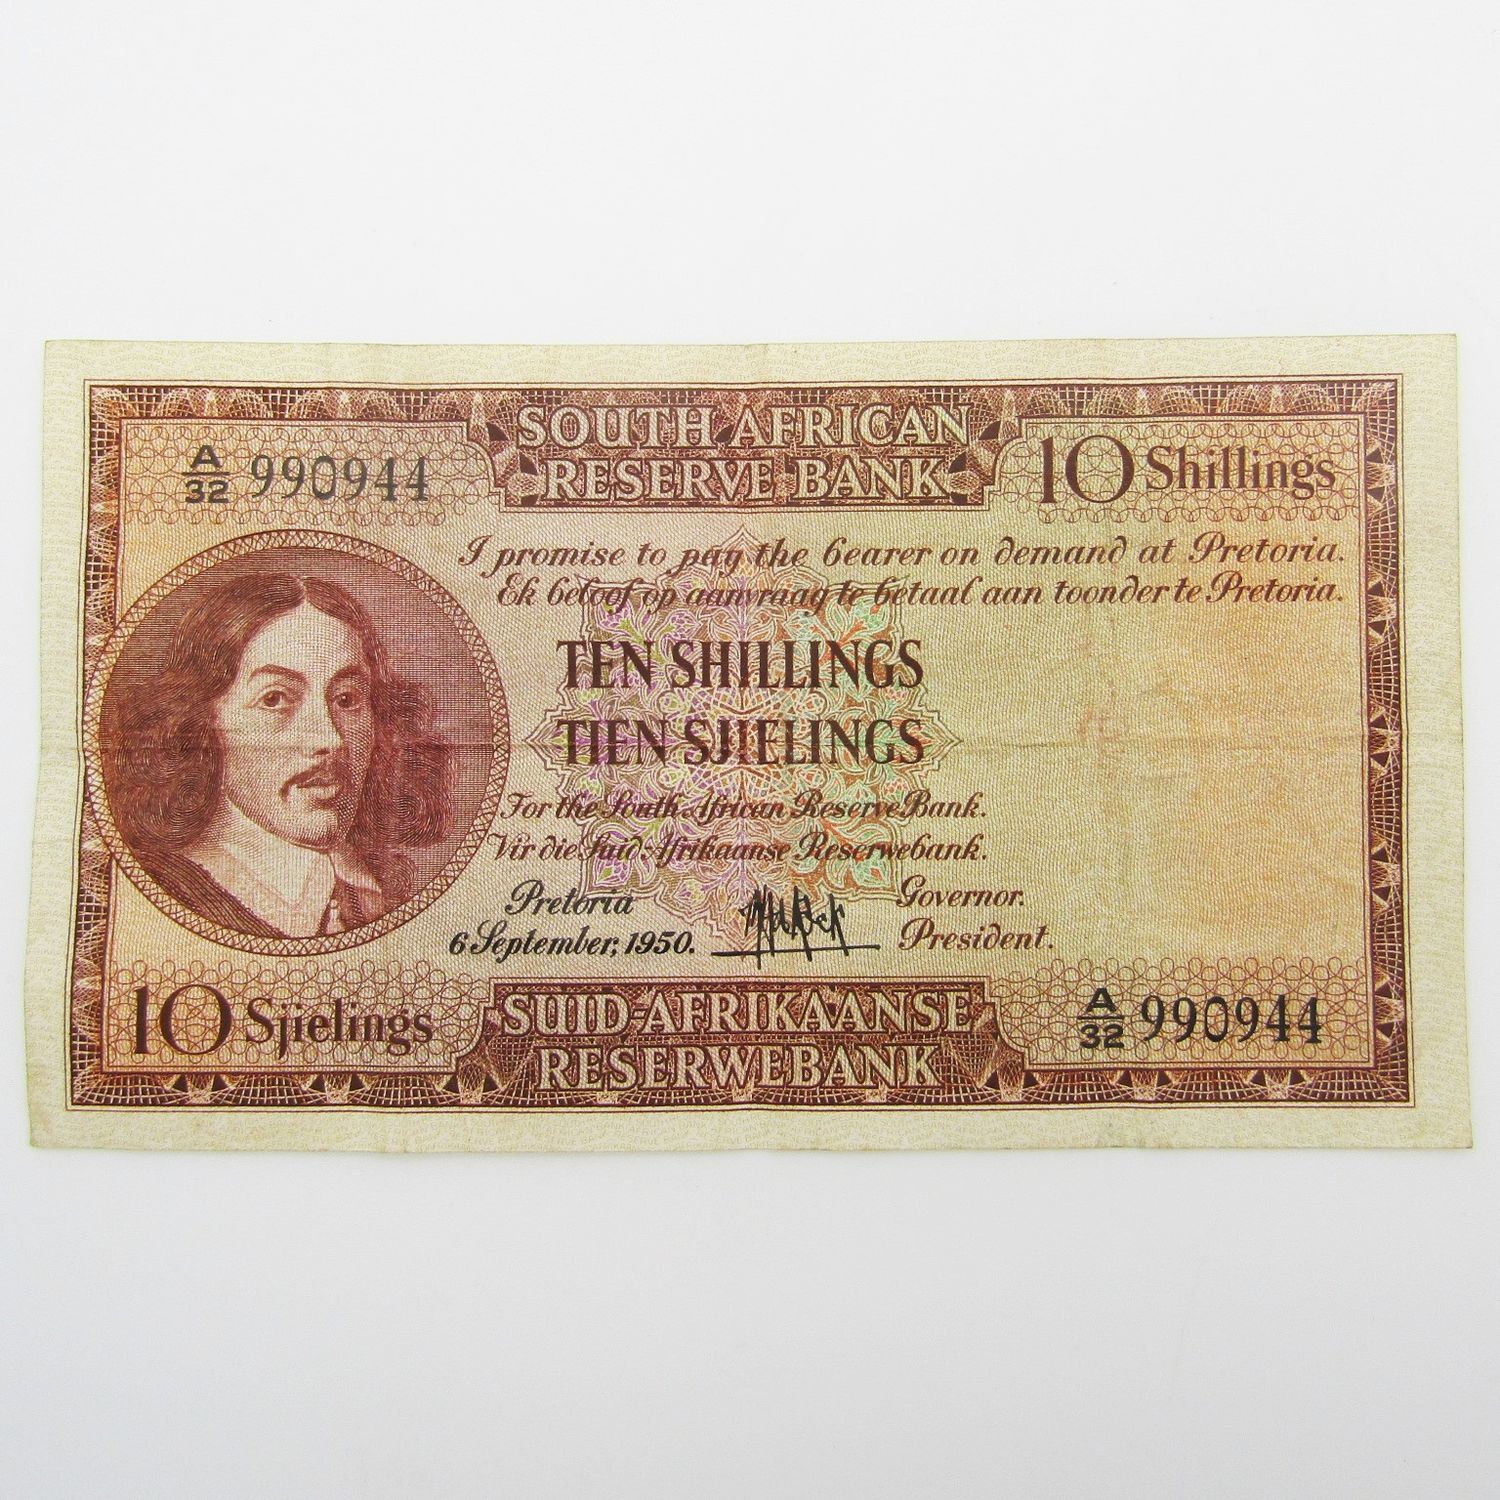 SOUTH AFRICAN
RESERVE BANK
A/32 990944
10 Shillings
I promise to pay the bearer on demand at Pretoria.
Ek beloof op aanvraag te betaal aan toonder te Pretoria.
TEN SHILLINGS
TIEN SJIELINGS
For the South African Reserve Bank.
Vir die Suid-Afrikaanse Reserwebank.
Pretoria
6 September, 1950.
Governor.
President.
10 Sjielings
SUID-AFRIKAANSE
RESERWEBANK
A/32 990944